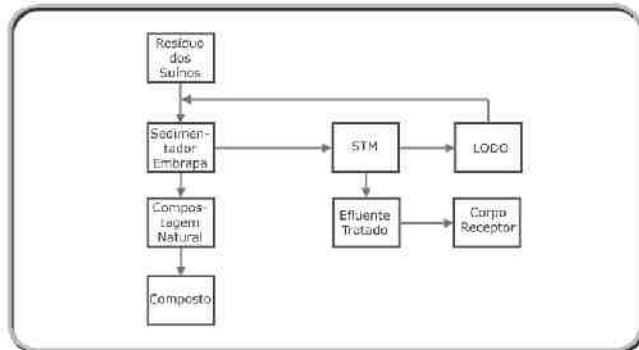 Resíduo
dos
Suínos
Sedimen-
tador
Embrapa
STM
LODO
Compos-
tagem
Natural
Efluente
Tratado
Corpo
Receptor
Composto